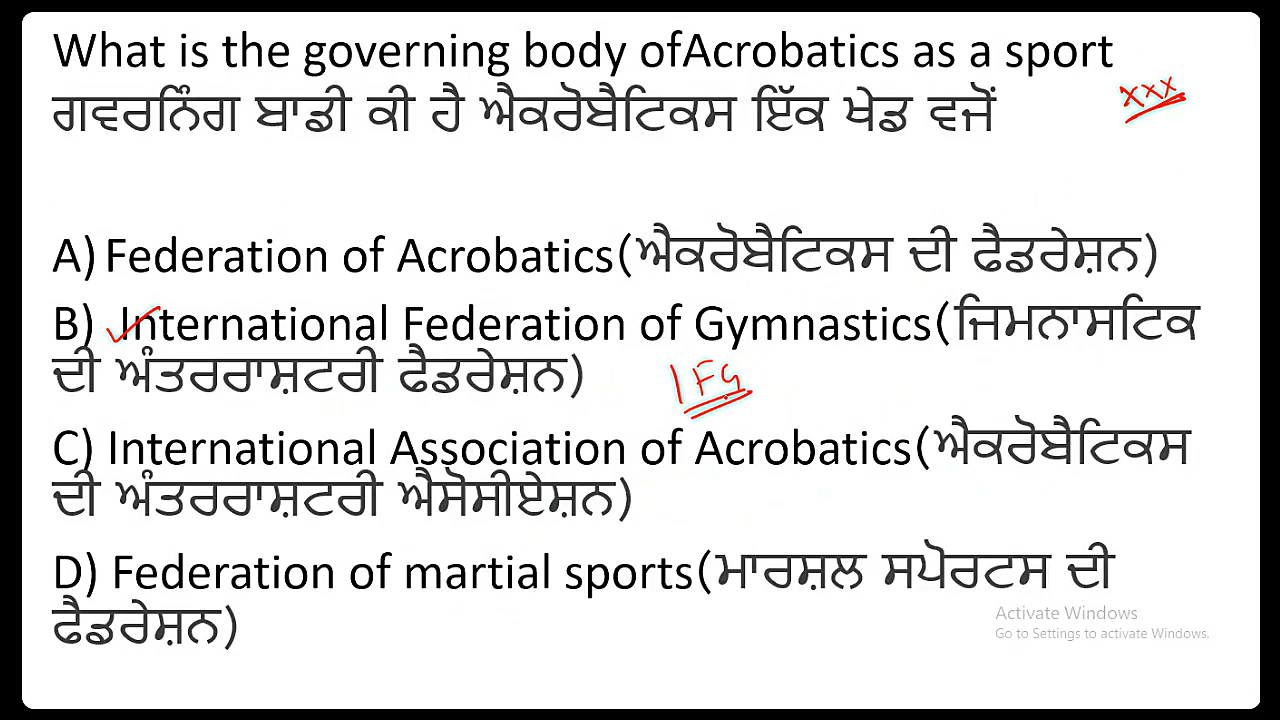 What is the governing body ofAcrobatics as a sport
ਗਵਰਨਿੰਗ ਬਾਡੀ ਕੀ ਹੈ ਐਕਰੋਬੈਟਿਕਸ ਇੱਕ ਖੇਡ ਵਜੋਂ
xxx
A) Federation of Acrobatics(ਐਕਰੋਬੈਟਿਕਸ ਦੀ ਫੈਡਰੇਸ਼ਨ)
B) International Federation of Gymnastics(ਜਿਮਨਾਸਟਿਕ
ਦੀ ਅੰਤਰਰਾਸ਼ਟਰੀ ਫੈਡਰੇਸ਼ਨ)
IFG
C) International Association of Acrobatics(ਐਕਰੋਬੈਟਿਕਸ
ਦੀ ਅੰਤਰਰਾਸ਼ਟਰੀ ਐਸੋਸੀਏਸ਼ਨ)
D) Federation of martial sports(ਮਾਰਸ਼ਲ ਸਪੋਰਟਸ ਦੀ
ਫੈਡਰੇਸ਼ਨ)
Activate Windows
Go to Settings to activate Windows.